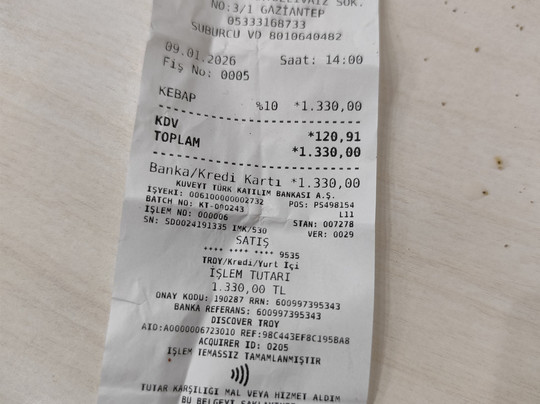 SOK.
NO:3/1 GAZİANTEP
05333168733
SUBURCU VD 8010640482
09.01.2026 Saat: 14:00
Fiş No: 0005
KEBAP %10 *1.330,00
KDV *120,91
TOPLAM *1.330,00
Banka/Kredi Kartı *1.330,00
KUVEYT TÜRK KATILIM BANKASI A.Ş.
İŞYERİ: 006100000002732 POS: PS498154
BATCH NO: KT-000243 L11
İŞLEM NO: 000006 STAN: 007278
SN: SD0024191335 IMK/530 VER: 0029
SATIŞ
**** **** **** 9535
TROY/Kredi/Yurt İçi
İŞLEM TUTARI
1.330,00 TL
ONAY KODU: 190287 RRN: 600997395343
BANKA REFERANS: 600997395343
DISCOVER TROY
AID:A0000006723010 REF:98C443EF8C195BA8
ACQUIRER ID: 0205
İŞLEM TEMASSIZ TAMAMLANMIŞTIR
TUTAR KARŞILIĞI MAL VEYA HİZMET ALDIM
BU BELGEYİ